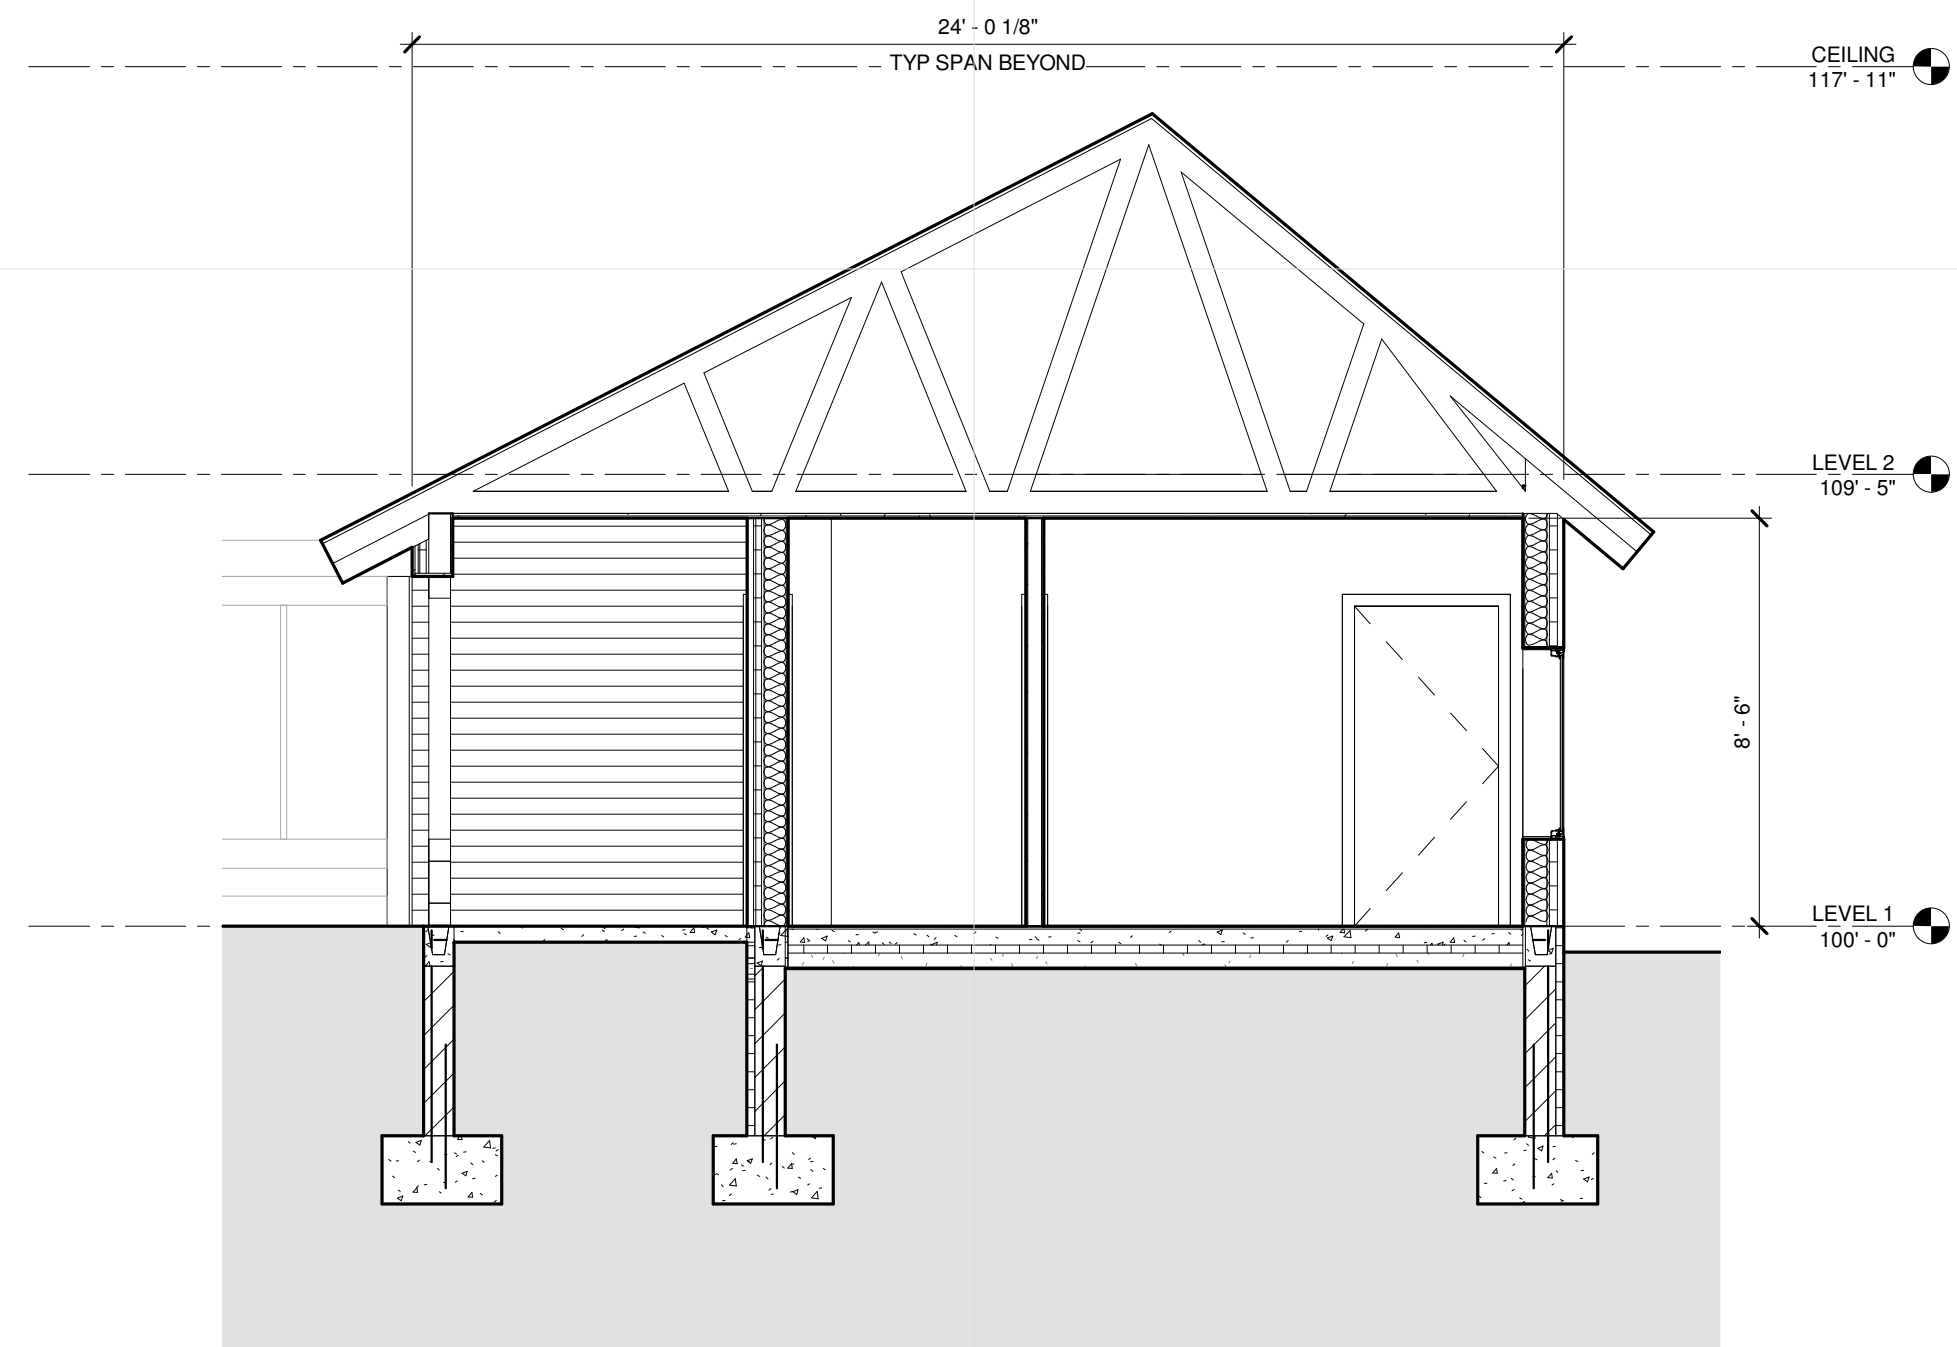 24' - 0 1/8"
TYP SPAN BEYOND
CEILING
117' - 11"
LEVEL 2
109' - 5"
8' - 6"
LEVEL 1
100' - 0"